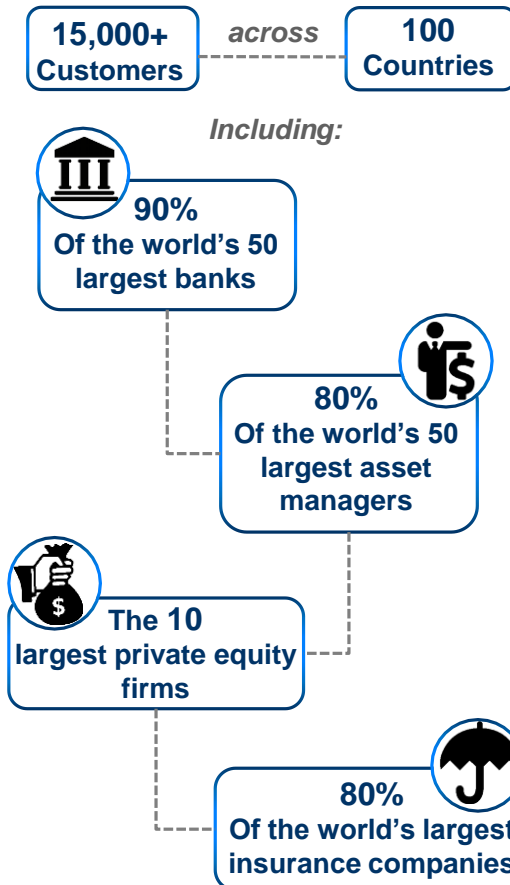 15,000+
Customers
across
100
Countries
Including:
90%
Of the world's 50
largest banks
80%
Of the world's 50
largest asset
managers
$
The 10
largest private equity
firms
$
80%
Of the world's largest
insurance companies